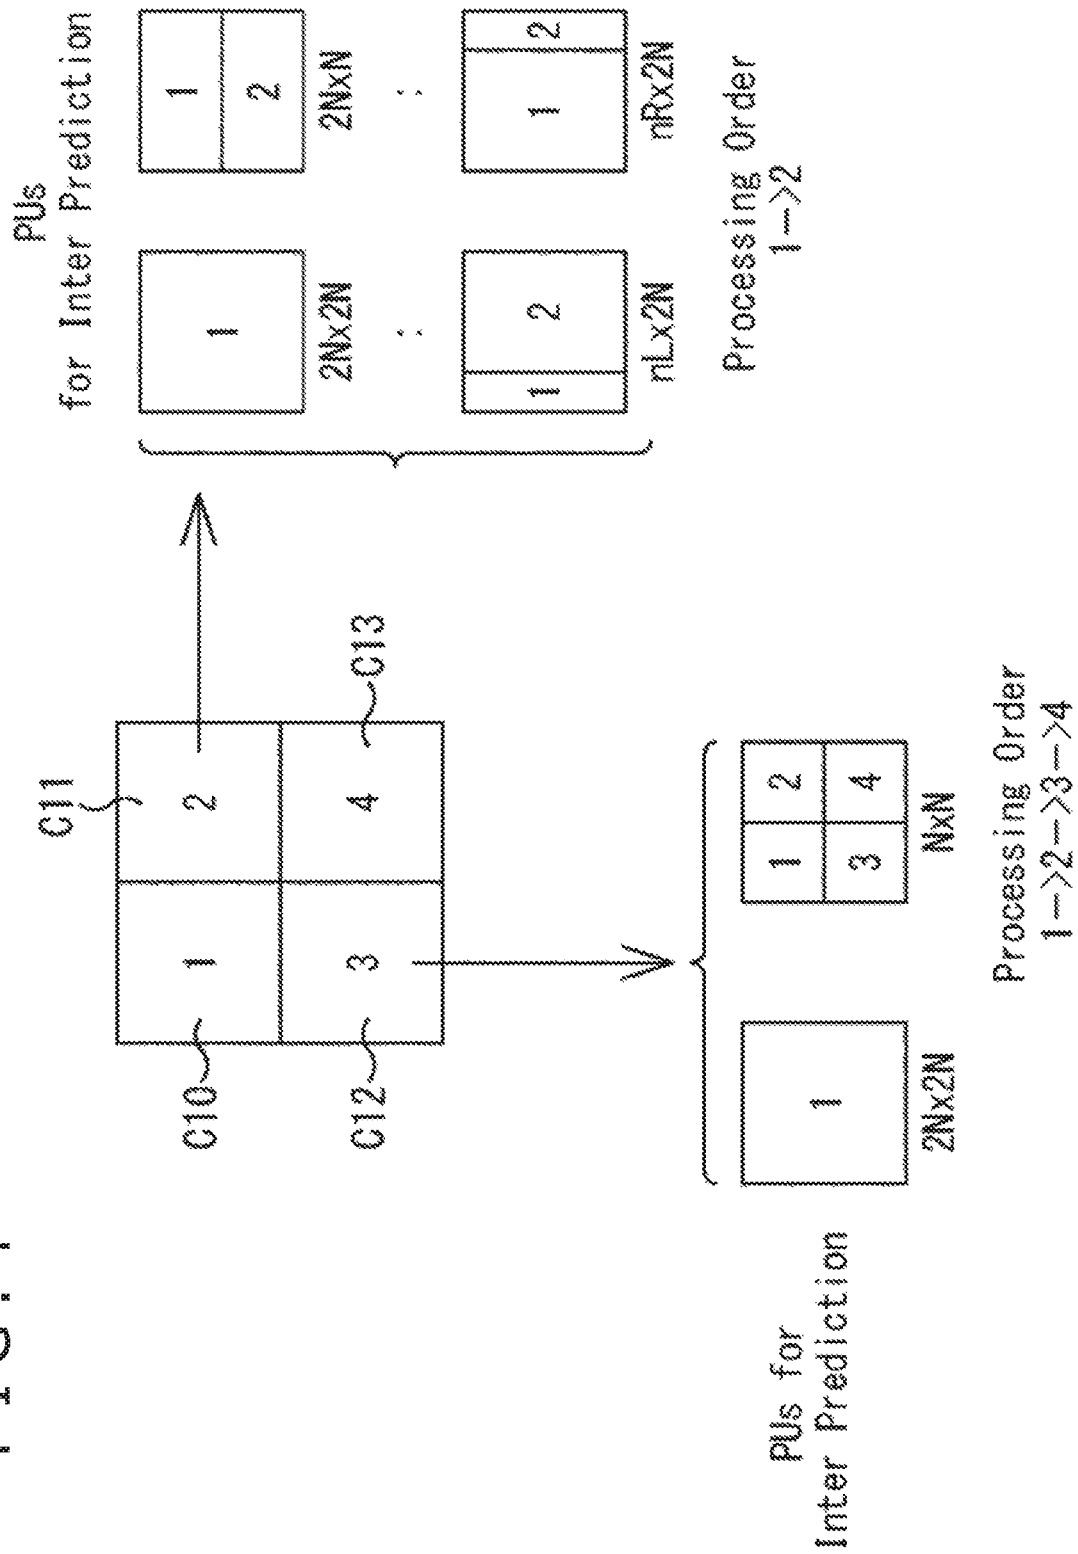 C11
C10 1 2
C12 3 4 C13
PUs
for Inter Prediction
1
1
2
2Nx2N 2NxN
: :
1 2 1 2
nLx2N nRx2N
Processing Order
1->2
PUs for
Inter Prediction
1
1 2
3 4
2Nx2N NxN
Processing Order
1->2->3->4